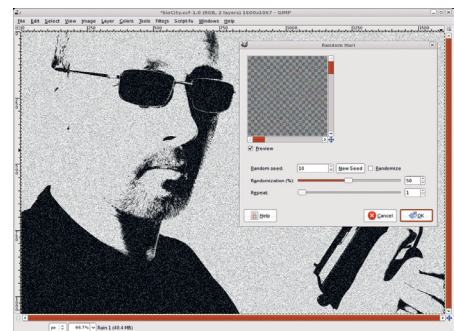 *SinCity.xcf-1.0 (RGB, 2 layers) 1600x1067 – GIMP
File Edit Select View Image Layer Colors Tools Filters Script-Fu Windows Help
Random Hurl
Preview
Random seed: 10 New Seed Randomize
Randomization (%): 50
Repeat: 1
Help Cancel OK
px 66.7% Rain 1 (40.4 MB)